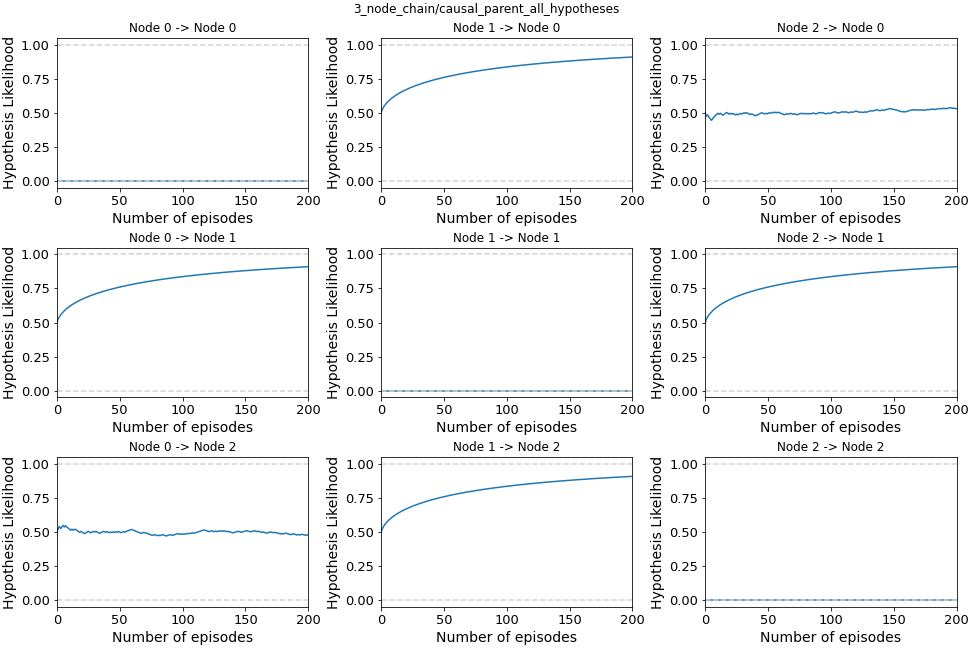 3_node_chain/causal_parent_all_hypotheses
Node 0 -> Node 0
Hypothesis Likelihood
1.00
0.75
0.50
0.25
0.00
0 50 100 150 200
Number of episodes
Node 1 -> Node 0
Hypothesis Likelihood
1.00
0.75
0.50
0.25
0.00
0 50 100 150 200
Number of episodes
Node 2 -> Node 0
Hypothesis Likelihood
1.00
0.75
0.50
0.25
0.00
0 50 100 150 200
Number of episodes
Node 0 -> Node 1
Hypothesis Likelihood
1.00
0.75
0.50
0.25
0.00
0 50 100 150 200
Number of episodes
Node 1 -> Node 1
Hypothesis Likelihood
1.00
0.75
0.50
0.25
0.00
0 50 100 150 200
Number of episodes
Node 2 -> Node 1
Hypothesis Likelihood
1.00
0.75
0.50
0.25
0.00
0 50 100 150 200
Number of episodes
Node 0 -> Node 2
Hypothesis Likelihood
1.00
0.75
0.50
0.25
0.00
0 50 100 150 200
Number of episodes
Node 1 -> Node 2
Hypothesis Likelihood
1.00
0.75
0.50
0.25
0.00
0 50 100 150 200
Number of episodes
Node 2 -> Node 2
Hypothesis Likelihood
1.00
0.75
0.50
0.25
0.00
0 50 100 150 200
Number of episodes